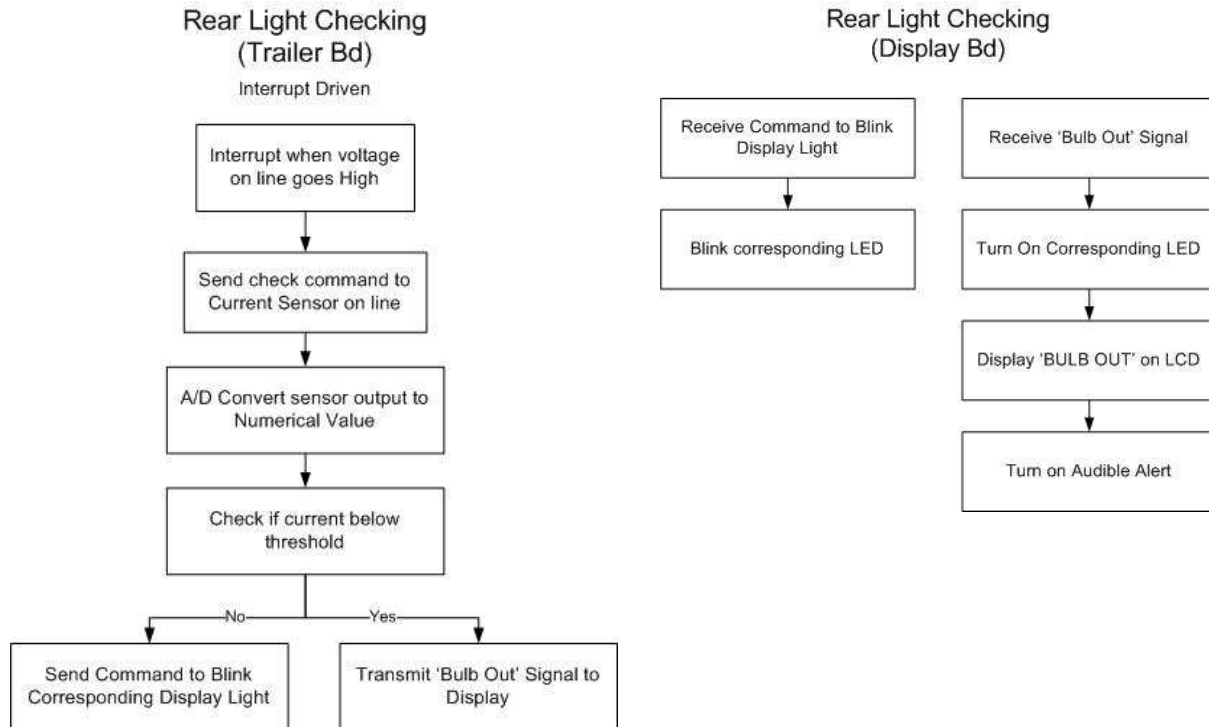 Rear Light Checking
(Trailer Bd)
Interrupt Driven
Interrupt when voltage
on line goes High
Send check command to
Current Sensor on line
A/D Convert sensor output to
Numerical Value
Check if current below
threshold
No
Yes
Send Command to Blink
Corresponding Display Light
Transmit ‘Bulb Out’ Signal to
Display
Rear Light Checking
(Display Bd)
Receive Command to Blink
Display Light
Blink corresponding LED
Receive ‘Bulb Out’ Signal
Turn On Corresponding LED
Display ‘BULB OUT’ on LCD
Turn on Audible Alert